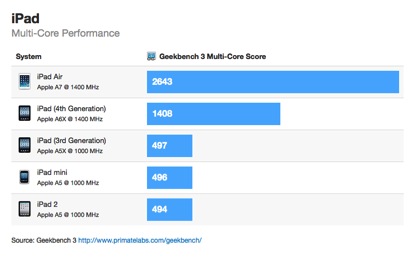 iPad
Multi-Core Performance
System Geekbench 3 Multi-Core Score
iPad Air
Apple A7 @ 1400 MHz
2643
iPad (4th Generation)
Apple A6X @ 1400 MHz
1408
iPad (3rd Generation)
Apple A5X @ 1000 MHz
497
iPad mini
Apple A5 @ 1000 MHz
496
iPad 2
Apple A5 @ 1000 MHz
494
Source: Geekbench 3 http://www.primatelabs.com/geekbench/